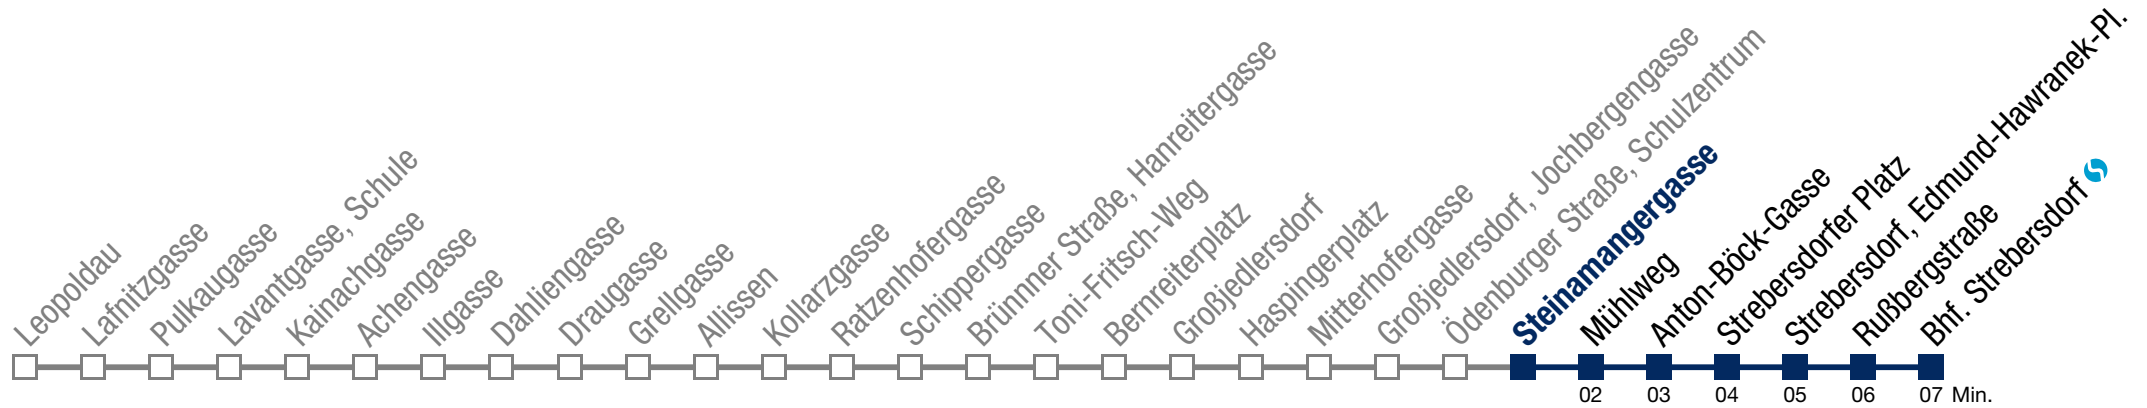 Leopoldau
Lafnitzgasse
Pulkaugasse
Lavantgasse, Schule
Kainachgasse
Achengasse
Illgasse
Dahliengasse
Draugasse
Grellgasse
Allissen
Kollarzgasse
Ratzenhofergasse
Schippergasse
Brünnner Straße, Hanreitergasse
Toni-Fritsch-Weg
Bernreiterplatz
Großjedlersdorf
Haspingerplatz
Mitterhofergasse
Großjedlersdorf, Jochbergengasse
Ödenburger Straße, Schulzentrum
Steinamangergasse
Mühlweg
Anton-Böck-Gasse
Strebersdorfer Platz
Strebersdorf, Edmund-Hawranek-Pl.
Rußbergstraße
Bhf. Strebersdorf
02 03 04 05 06 07 Min.